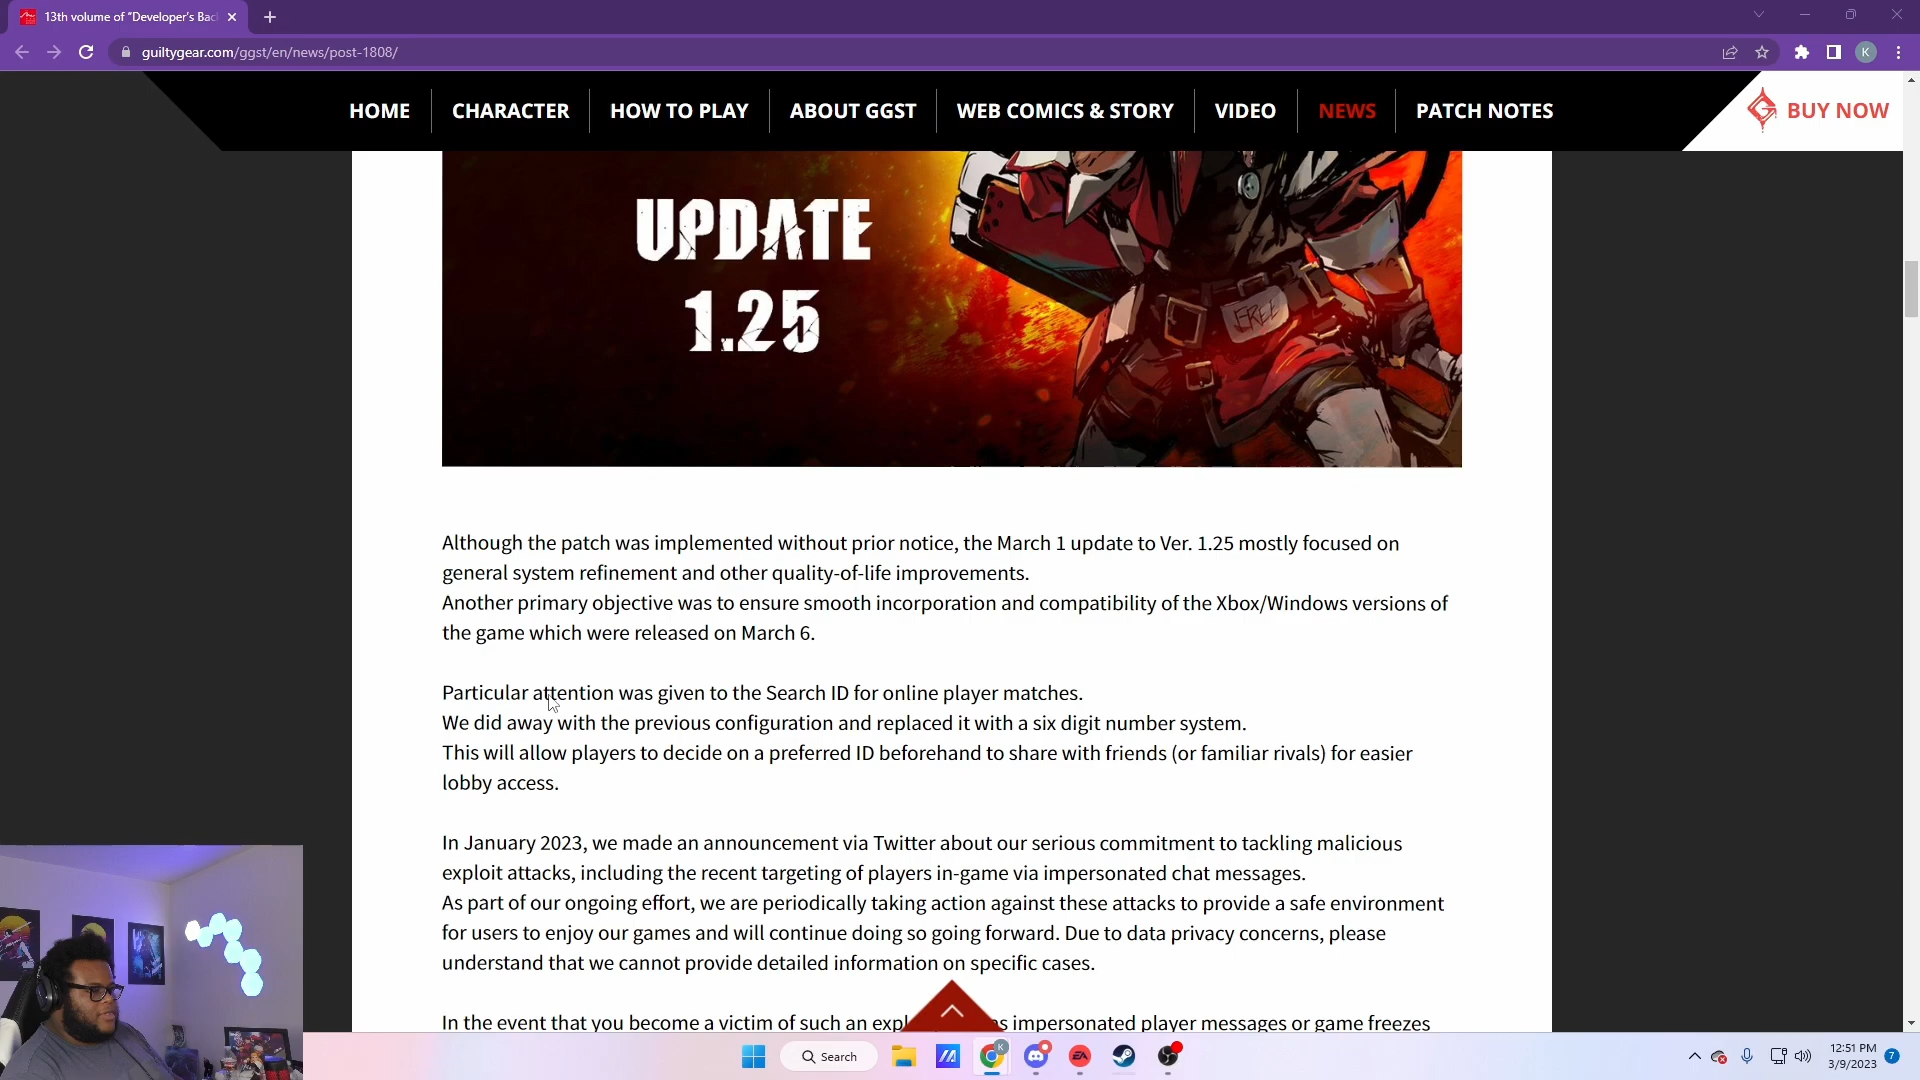 13th volume of “Developer’s Bac
guiltygear.com/ggst/en/news/post-1808/
K
HOME
CHARACTER
HOW TO PLAY
ABOUT GGST
WEB COMICS & STORY
VIDEO
NEWS
PATCH NOTES
BUY NOW
UPDATE
1.25
FREE
Although the patch was implemented without prior notice, the March 1 update to Ver. 1.25 mostly focused on
general system refinement and other quality-of-life improvements.
Another primary objective was to ensure smooth incorporation and compatibility of the Xbox/Windows versions of
the game which were released on March 6.
Particular attention was given to the Search ID for online player matches.
We did away with the previous configuration and replaced it with a six digit number system.
This will allow players to decide on a preferred ID beforehand to share with friends (or familiar rivals) for easier
lobby access.
In January 2023, we made an announcement via Twitter about our serious commitment to tackling malicious
exploit attacks, including the recent targeting of players in-game via impersonated chat messages.
As part of our ongoing effort, we are periodically taking action against these attacks to provide a safe environment
for users to enjoy our games and will continue doing so going forward. Due to data privacy concerns, please
understand that we cannot provide detailed information on specific cases.
In the event that you become a victim of such an expl s impersonated player messages or game freezes
Search
K
EA
12:51 PM
3/9/2023
7